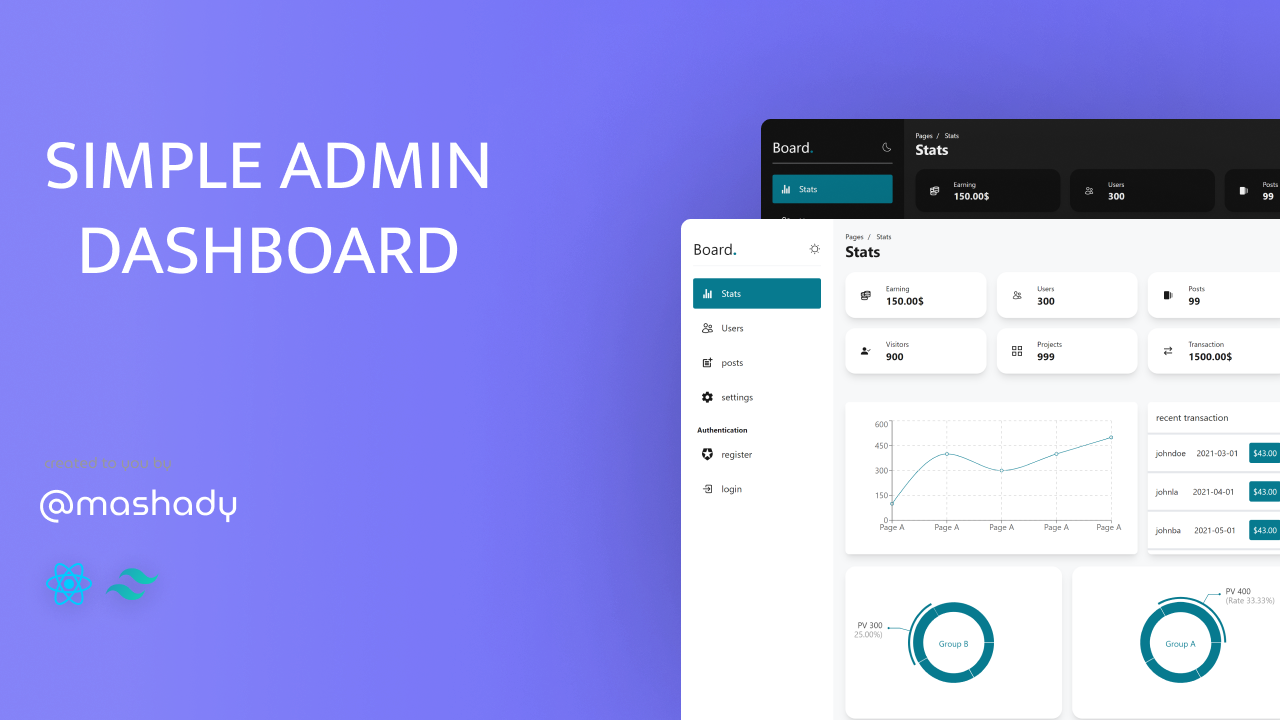 SIMPLE ADMIN
DASHBOARD
created to you by
@mashady
Board.
Pages / Stats
Stats
Stats
Earning
150.00$
Users
300
Posts
99
Board.
Pages / Stats
Stats
Stats
Users
posts
settings
Authentication
register
login
Earning
150.00$
Users
300
Posts
99
Visitors
900
Projects
999
Transaction
1500.00$
600
450
300
150
0
Page A Page A Page A Page A Page A
recent transaction
johndoe 2021-03-01 $43.00
johnla 2021-04-01 $43.00
johnba 2021-05-01 $43.00
PV 300
25.00%)
Group B
PV 400
(Rate 33.33%)
Group A